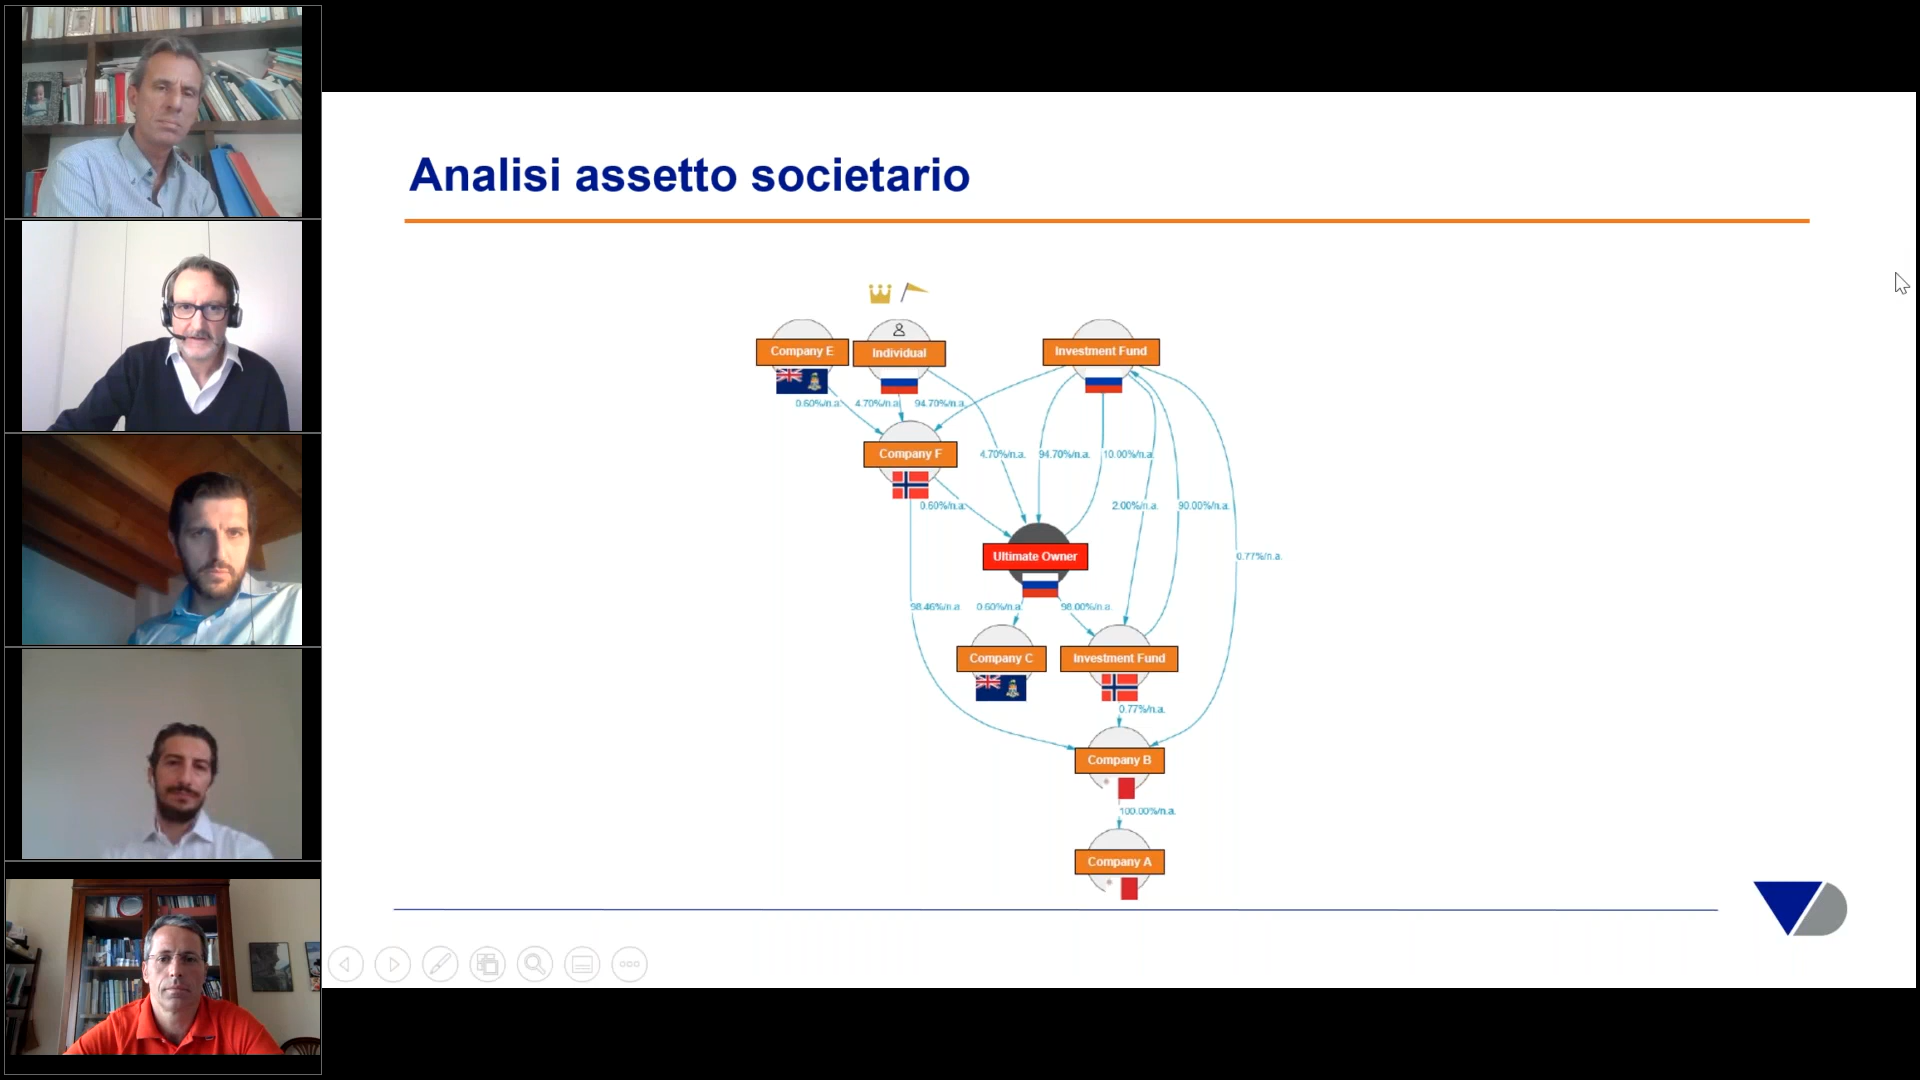 Analisi assetto societario
Company E
Individual
Investment Fund
0.60%/n.a.
4.70%/n.a.
94.70%/n.a.
Company F
4.70%/n.a.
94.70%/n.a.
10.00%/n.a.
0.60%/n.a.
2.00%/n.a.
90.00%/n.a.
Ultimate Owner
0.77%/n.a.
98.46%/n.a.
0.60%/n.a.
98.00%/n.a.
Company C
Investment Fund
0.77%/n.a.
Company B
100.00%/n.a.
Company A